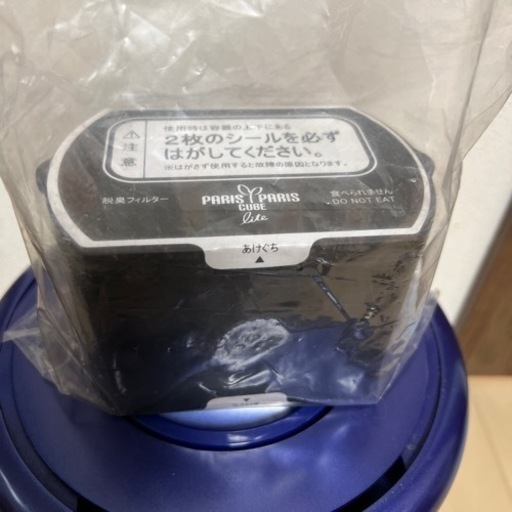 使用時は容器の上下にある
⚠注意
2枚のシールを必ず
はがしてください。
※はがさず使用すると故障の原因となります。
脱臭フィルター
PARIS PARIS
CUBE
lite
食べられません
DO NOT EAT
あけぐち
▲
▼